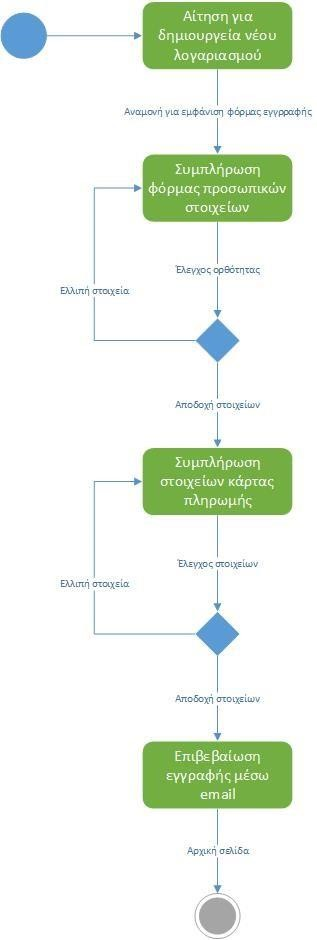 Αίτηση για
δημιουργεία νέου
λογαριασμού
Αναμονή για εμφάνιση φόρμας εγγρραφής
Συμπλήρωση
φόρμας προσωπικών
στοιχείων
Ελλιπή στοιχεία
Έλεγχος ορθότητας
Αποδοχή στοιχείων
Συμπλήρωση
στοιχείων κάρτας
πληρωμής
Έλεγχος στοιχείων
Ελλιπή στοιχεία
Αποδοχή στοιχείων
Επιβεβαίωση
εγγραφής μέσω
email
Αρχική σελίδα